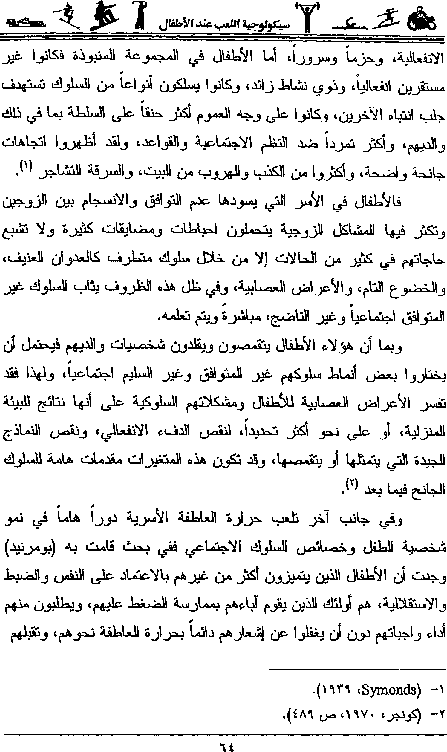 سيكولوجية اللعب عند الأطفال
الانفعالية، وحزماً وسروراً، أما الأطفال في المجموعة المنبوذة فكانوا غير
مستقرين انفعالياً، وذوي نشاط زائد، وكانوا يسلكون أنواعاً من السلوك تستهدف
جلب انتباه الآخرين، وكانوا على وجه العموم أكثر حنقاً على السلطة بما في ذلك
والديهم، وأكثر تمرداً ضد النظم الاجتماعية والقواعد، ولقد أظهروا اتجاهات
جانحة واضحة، وأكثروا من الكذب والهروب من البيت، والسرقة للتشاجر (١).
فالأطفال في الأسر التي يسودها عدم التوافق والانسجام بين الزوجين
وتكثر فيها المشاكل الزوجية يتحملون احباطات ومضايقات كثيرة ولا تشبع
حاجاتهم في كثير من الحالات إلا من خلال سلوك متطرف كالعدوان العنيف،
والخضوع التام، والأعراض العصابية، وفي ظل هذه الظروف يثاب السلوك غير
المتوافق اجتماعياً وغير الناضج، مباشرة ويتم تعلمه.
وبما أن هؤلاء الأطفال يتقمصون ويقلدون شخصيات والديهم فيحتمل أن
يختاروا بعض أنماط سلوكهم غير المتوافق وغير السليم اجتماعياً، ولهذا فقد
تفسر الأعراض العصابية للأطفال ومشكلاتهم السلوكية على أنها نتائج للبيئة
المنزلية، أو على نحو أكثر تحديداً، لنقص الدفء الانفعالي، ونقص النماذج
الجيدة التي يتمثلها أو يتقمصها، وقد تكون هذه المتغيرات مقدمات هامة للسلوك
الجانح فيما بعد (٢).
وفي جانب آخر تلعب حرارة العاطفة الأسرية دوراً هاماً في نمو
شخصية الطفل وخصائص السلوك الاجتماعي ففي بحث قامت به (بومرنيد)
وجدت أن الأطفال الذين يتميزون أكثر من غيرهم بالاعتماد على النفس والضبط
والاستقلالية، هم أولئك الذين يقوم آباءهم بممارسة الضغط عليهم، ويطلبون منهم
أداء واجباتهم دون أن يغفلوا عن إشعارهم دائماً بحرارة العاطفة نحوهم، وتقبلهم
١- (Symonds، ١٩٣٩).
٢- (كونجر، ١٩٧٠، ص ٤٨٩).
٦٤